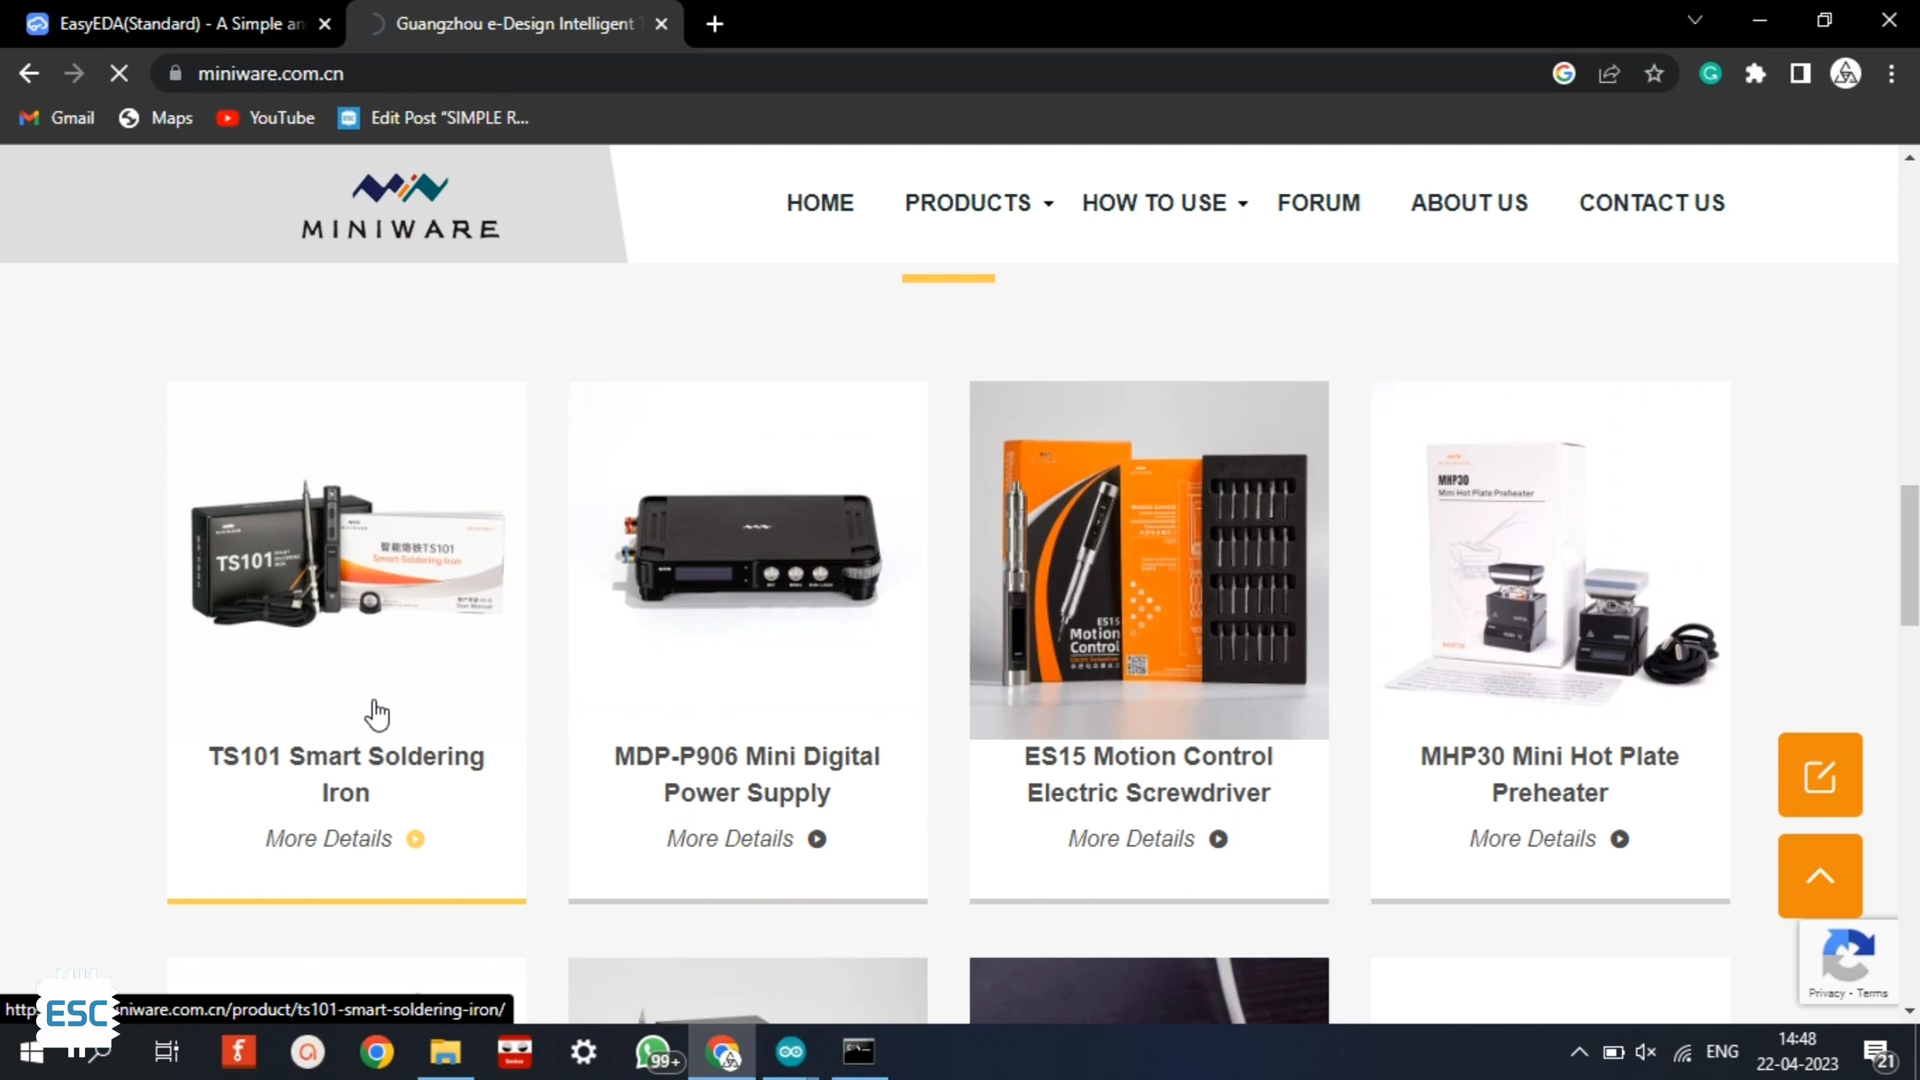 EasyEDA(Standard) - A Simple an
Guangzhou e-Design Intelligent T
miniware.com.cn
Gmail
Maps
YouTube
Edit Post "SIMPLE R...
MINIWARE
HOME
PRODUCTS
HOW TO USE
FORUM
ABOUT US
CONTACT US
TS101
智能烙铁TS101
Smart Soldering Iron
ES15
Motion
Control
MHP30
Mini Hot Plate Preheater
TS101 Smart Soldering
Iron
More Details
MDP-P906 Mini Digital
Power Supply
More Details
ES15 Motion Control
Electric Screwdriver
More Details
MHP30 Mini Hot Plate
Preheater
More Details
Privacy - Terms
http
niware.com.cn/product/ts101-smart-soldering-iron/
ESC
99+
ENG
14:48
22-04-2023
21